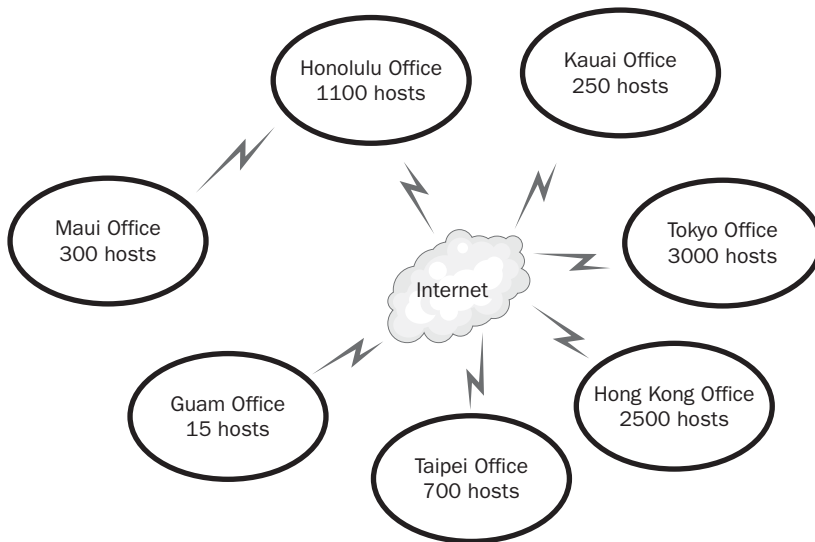 Honolulu Office
1100 hosts
Kauai Office
250 hosts
Maui Office
300 hosts
Tokyo Office
3000 hosts
Internet
Guam Office
15 hosts
Hong Kong Office
2500 hosts
Taipei Office
700 hosts